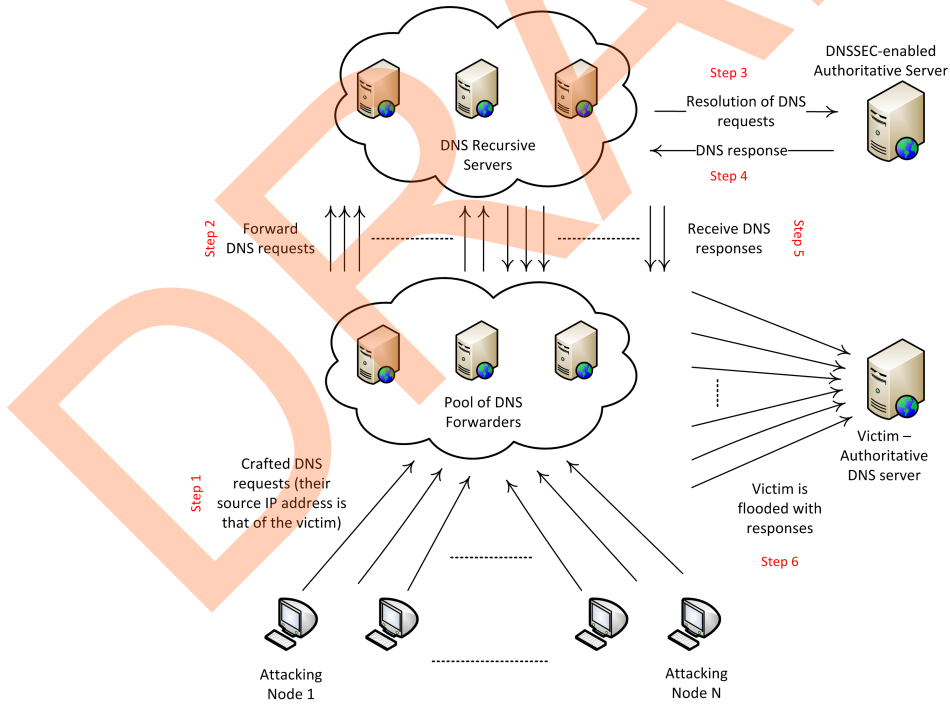 DNSSEC-enabled
Authoritative Server
Step 3
Resolution of DNS
requests
DNS response
Step 4
DNS Recursive
Servers
Step 2
Forward
DNS requests
Receive DNS
responses
Step 5
Pool of DNS
Forwarders
Victim –
Authoritative
DNS server
Step 1
Crafted DNS
requests (their
source IP address is
that of the victim)
Victim is
flooded with
responses
Step 6
Attacking
Node 1
Attacking
Node N
DRA